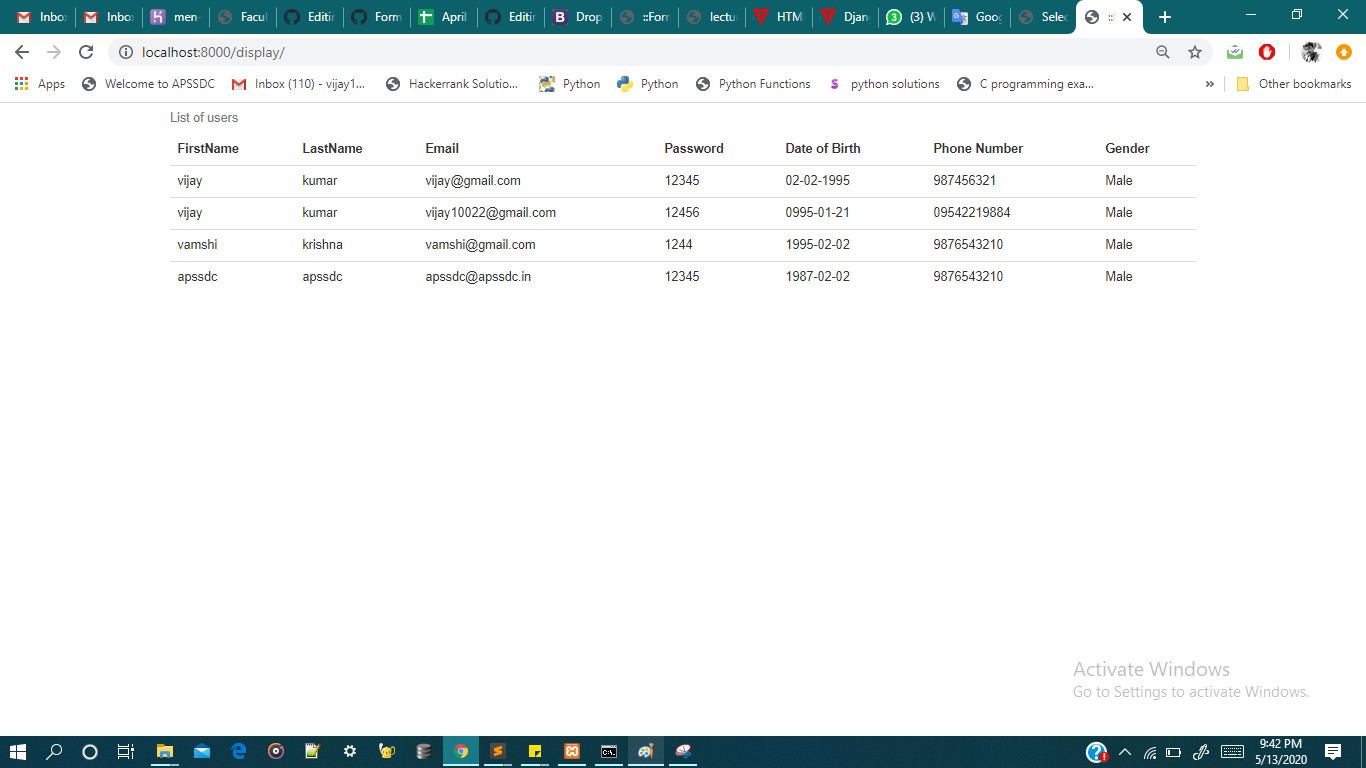 Inbo Inbo men- Facul Editin Form April Editin Drop ::Forn lectu HTM Djan (3) W Goog Selec ::
localhost:8000/display/
Apps Welcome to APSSDC Inbox (110) - vijay1... Hackerrank Solutio... Python Python Python Functions python solutions C programming exa... » Other bookmarks
List of users
FirstName LastName Email Password Date of Birth Phone Number Gender
vijay kumar vijay@gmail.com 12345 02-02-1995 987456321 Male
vijay kumar vijay10022@gmail.com 12456 0995-01-21 09542219884 Male
vamshi krishna vamshi@gmail.com 1244 1995-02-02 9876543210 Male
apssdc apssdc apssdc@apssdc.in 12345 1987-02-02 9876543210 Male
Activate Windows
Go to Settings to activate Windows.
9:42 PM
5/13/2020